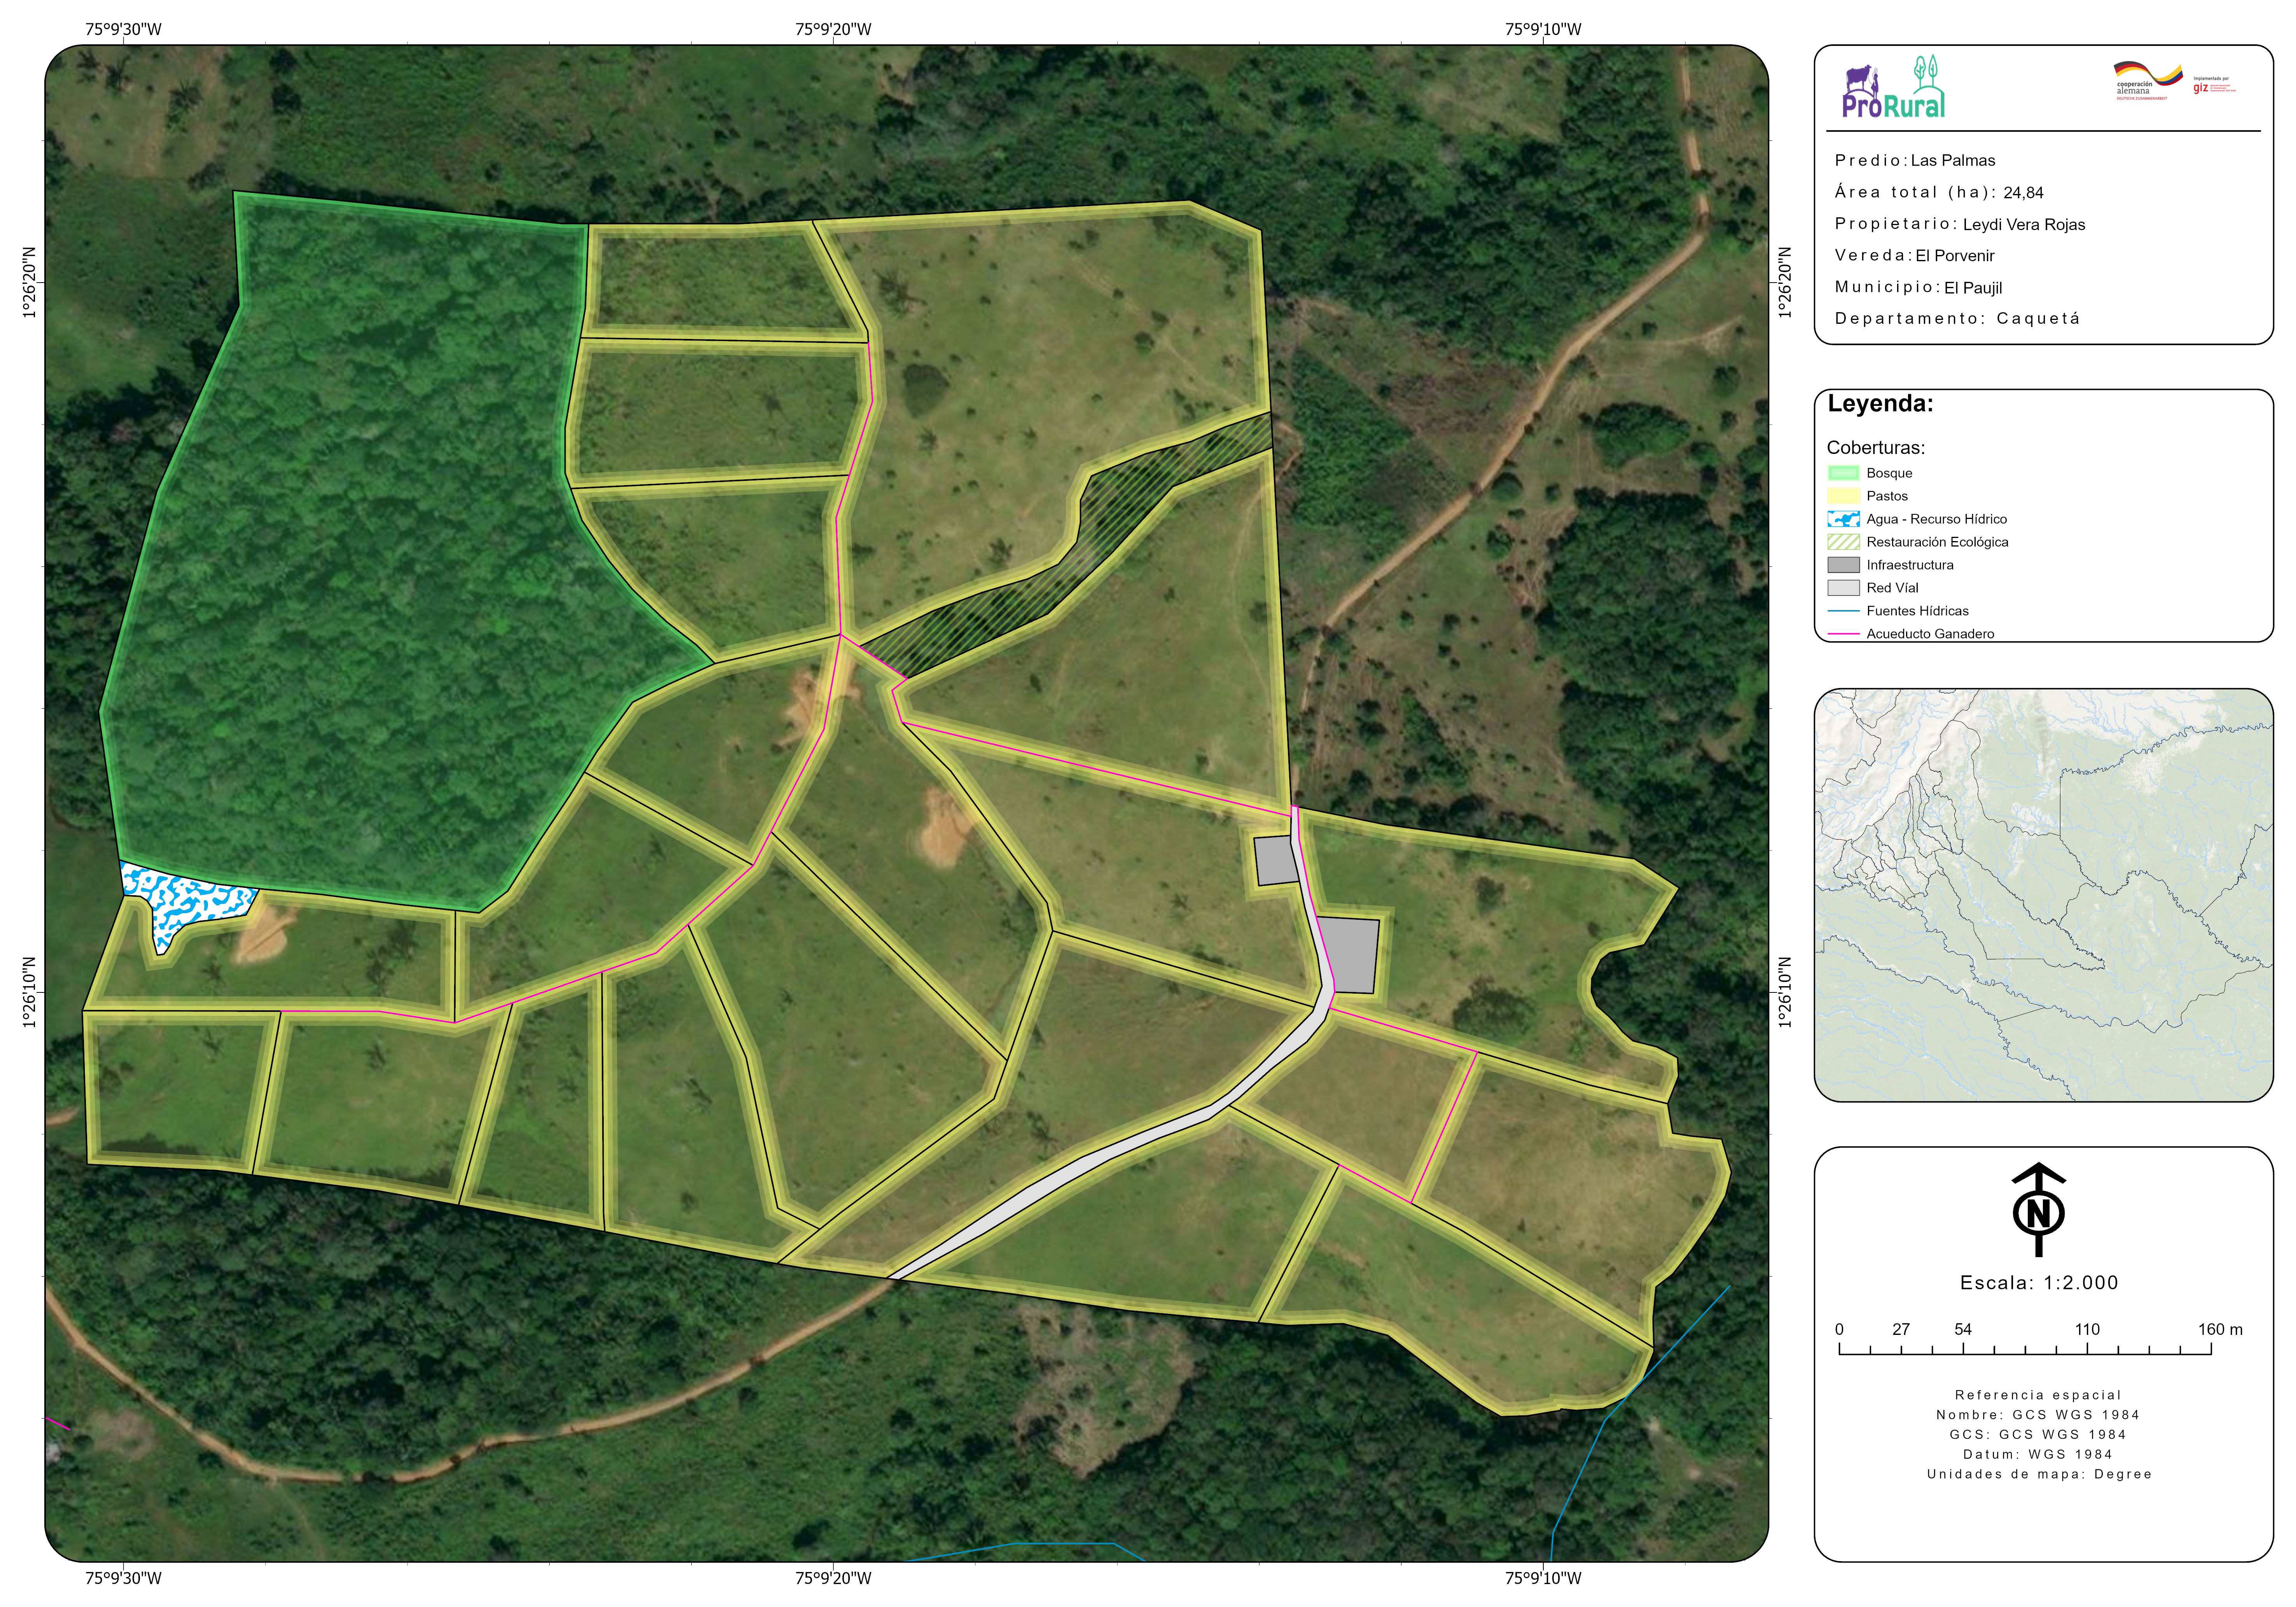 75°9'30"W 75°9'20"W 75°9'10"W
1°26'20"N 1°26'20"N
1°26'10"N 1°26'10"N
75°9'30"W 75°9'20"W 75°9'10"W
ProRural
cooperación
alemana
DEUTSCHE ZUSAMMENARBEIT
Implementada por
giz
Predio: Las Palmas
Área total (ha): 24,84
Propietario: Leydi Vera Rojas
Vereda: El Porvenir
Municipio: El Paujil
Departamento: Caquetá
Leyenda:
Coberturas:
Bosque
Pastos
Agua - Recurso Hídrico
Restauración Ecológica
Infraestructura
Red Víal
Fuentes Hídricas
Acueducto Ganadero
N
Escala: 1:2.000
0 27 54 110 160 m
Referencia espacial
Nombre: GCS WGS 1984
GCS: GCS WGS 1984
Datum: WGS 1984
Unidades de mapa: Degree